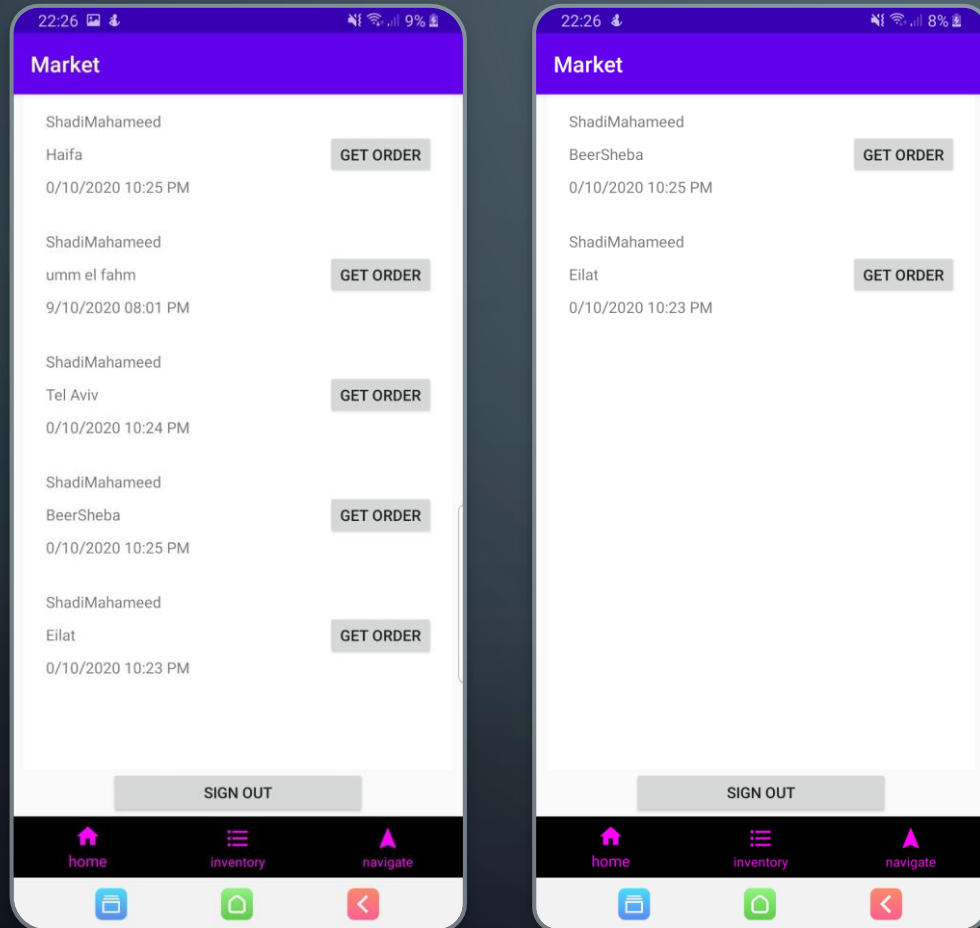 22:26 9%
Market
ShadiMahameed
Haifa
GET ORDER
0/10/2020 10:25 PM
ShadiMahameed
umm el fahm
GET ORDER
9/10/2020 08:01 PM
ShadiMahameed
Tel Aviv
GET ORDER
0/10/2020 10:24 PM
ShadiMahameed
BeerSheba
GET ORDER
0/10/2020 10:25 PM
ShadiMahameed
Eilat
GET ORDER
0/10/2020 10:23 PM
SIGN OUT
home inventory navigate
22:26 8%
Market
ShadiMahameed
BeerSheba
GET ORDER
0/10/2020 10:25 PM
ShadiMahameed
Eilat
GET ORDER
0/10/2020 10:23 PM
SIGN OUT
home inventory navigate